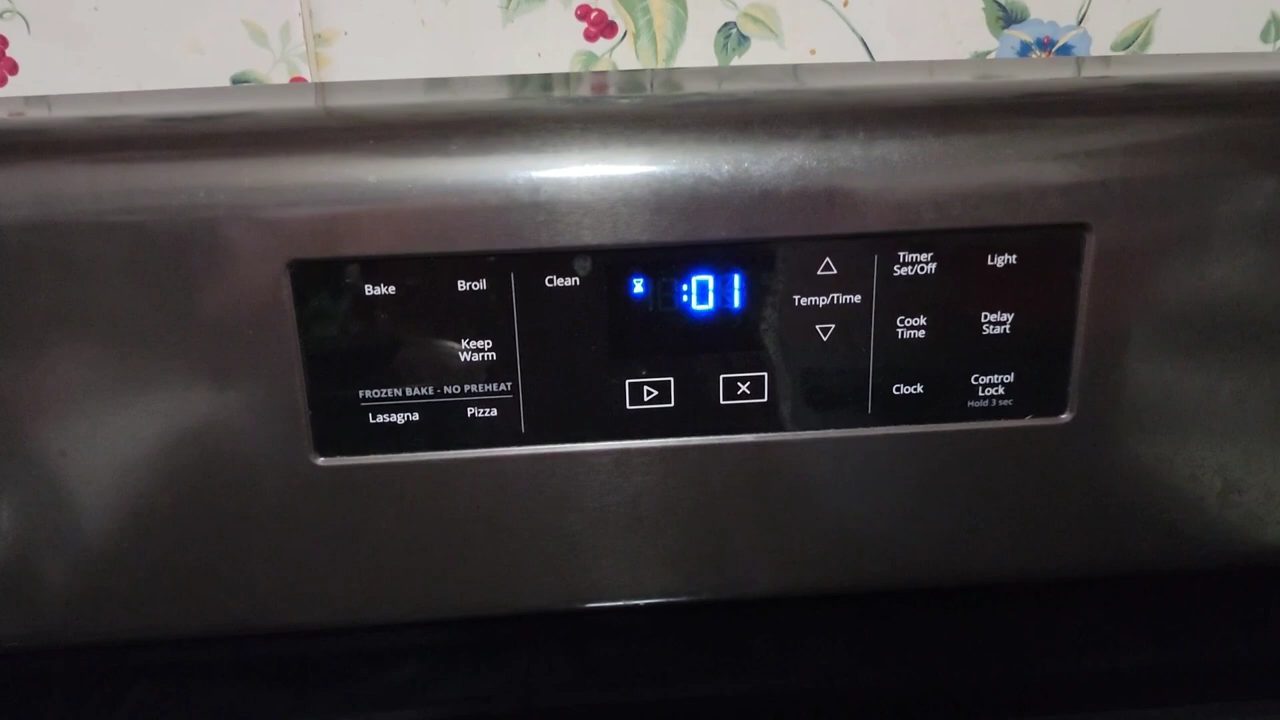 Bake
Broil
Keep
Warm
FROZEN BAKE - NO PREHEAT
Lasagna
Pizza
Clean
:01
Temp/Time
Timer
Set/Off
Light
Cook
Time
Delay
Start
Clock
Control
Lock
Hold 3 sec